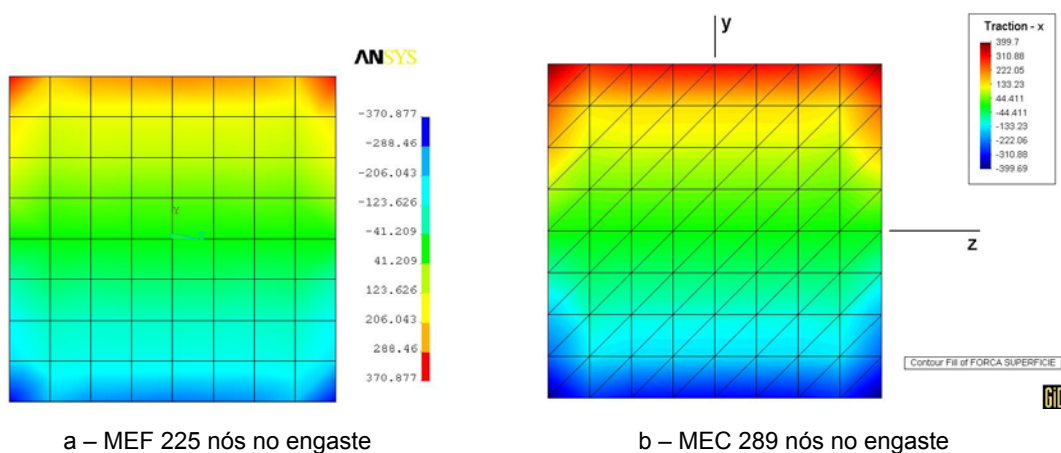 ANSYS
-370.877
-288.46
-206.043
-123.626
-41.209
41.209
123.626
206.043
288.46
370.877
Y
a – MEF 225 nós no engaste
y
z
Traction - x
399.7
310.88
222.05
133.23
44.411
-44.411
-133.23
-222.06
-310.88
-399.69
Contour Fill of FORCA SUPERFICIE
GiD
b – MEC 289 nós no engaste